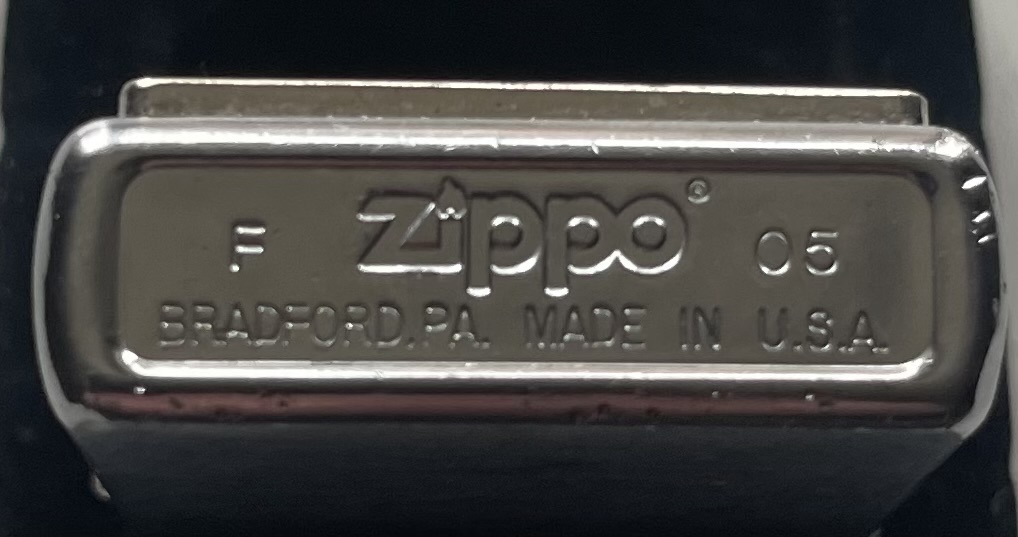 F Zippo® 05
BRADFORD,PA. MADE IN U.S.A.